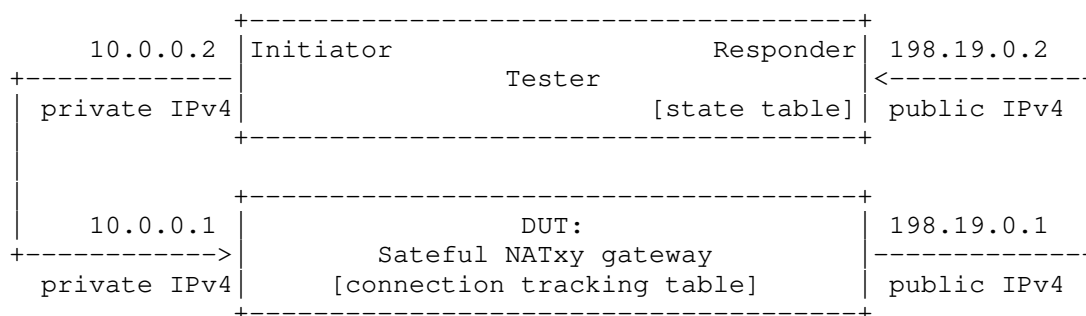 10.0.0.2 Initiator Responder 198.19.0.2
Tester
private IPv4 [state table] public IPv4
10.0.0.1 DUT: 198.19.0.1
Sateful NATxy gateway
private IPv4 [connection tracking table] public IPv4